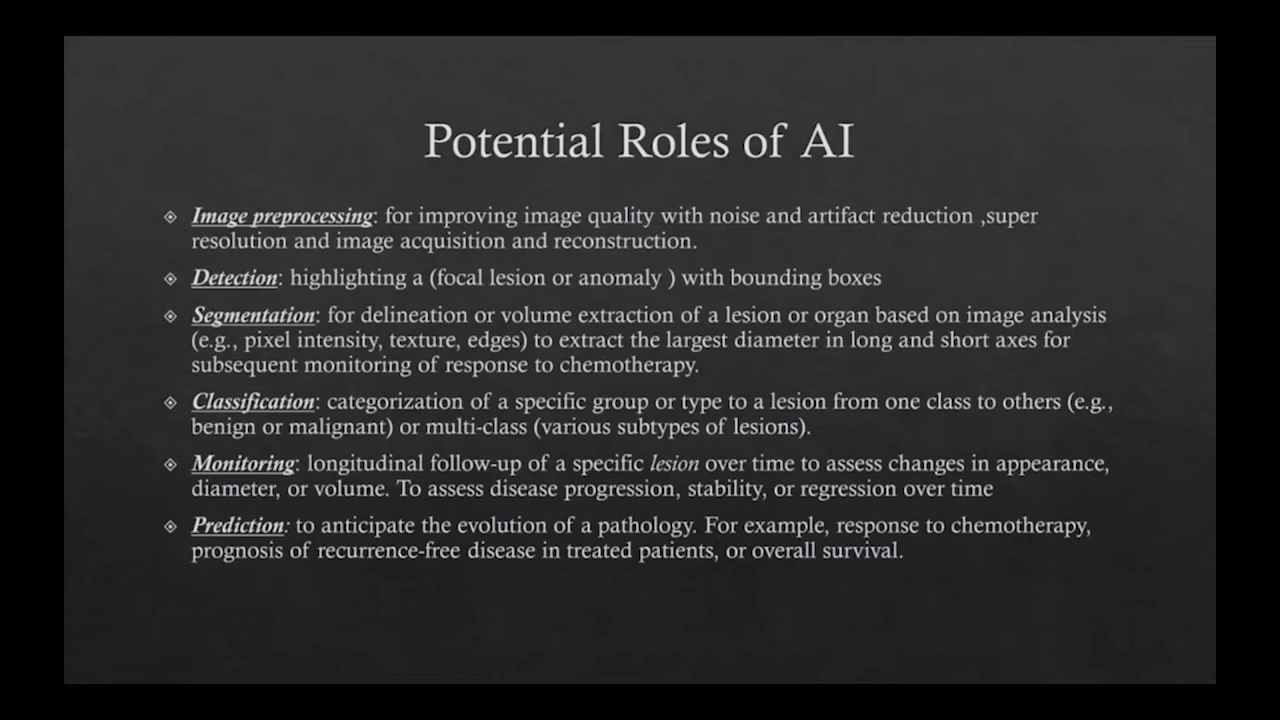 Potential Roles of AI
Image preprocessing: for improving image quality with noise and artifact reduction ,super
resolution and image acquisition and reconstruction.
Detection: highlighting a (focal lesion or anomaly ) with bounding boxes
Segmentation: for delineation or volume extraction of a lesion or organ based on image analysis
(e.g., pixel intensity, texture, edges) to extract the largest diameter in long and short axes for
subsequent monitoring of response to chemotherapy.
Classification: categorization of a specific group or type to a lesion from one class to others (e.g.,
benign or malignant) or multi-class (various subtypes of lesions).
Monitoring: longitudinal follow-up of a specific lesion over time to assess changes in appearance,
diameter, or volume. To assess disease progression, stability, or regression over time
Prediction: to anticipate the evolution of a pathology. For example, response to chemotherapy,
prognosis of recurrence-free disease in treated patients, or overall survival.